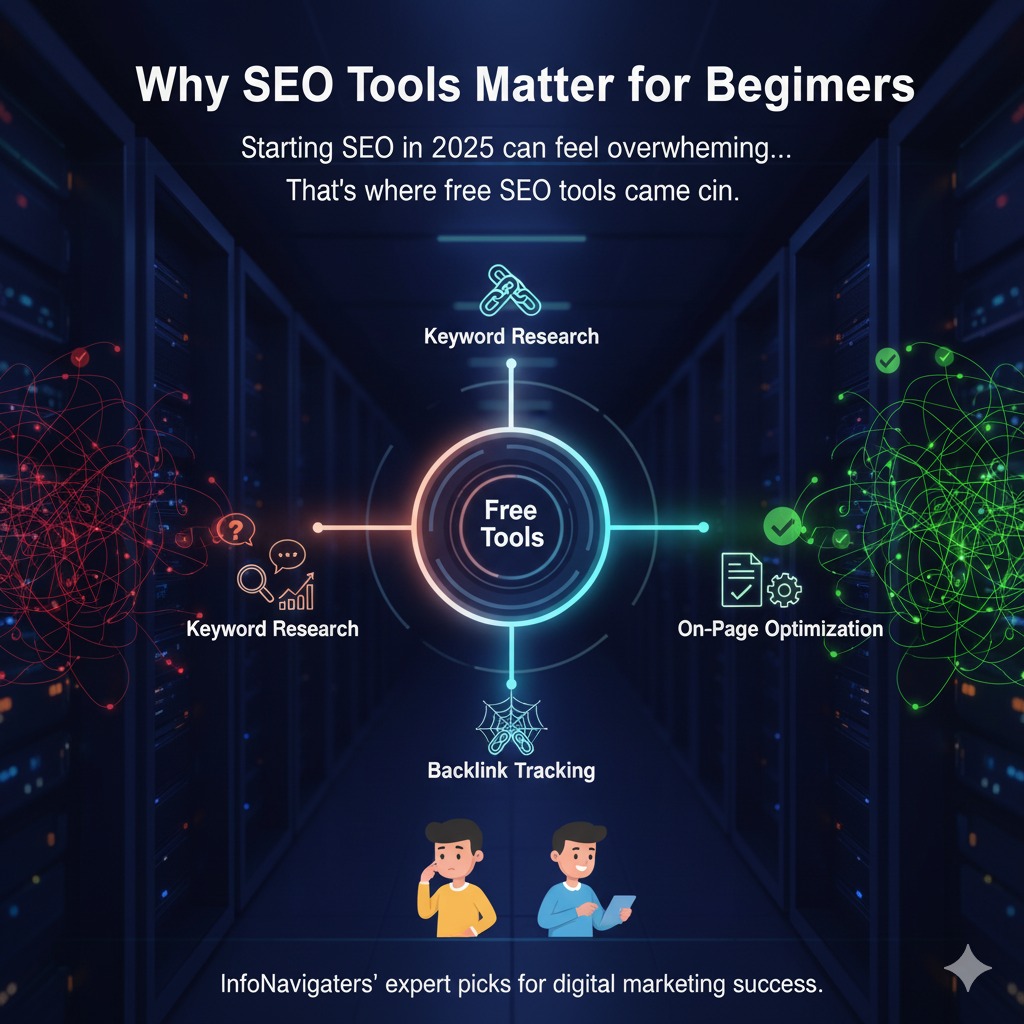 Why SEO Tools Matter for Begimers
Starting SEO in 2025 can feel overwheming...
That's where free SEO tools came cin.
Keyword Research
Free
Tools
?
Keyword Research
On-Page Optimization
Backlink Tracking
InfoNavigaters' expert picks for digital marketing success.